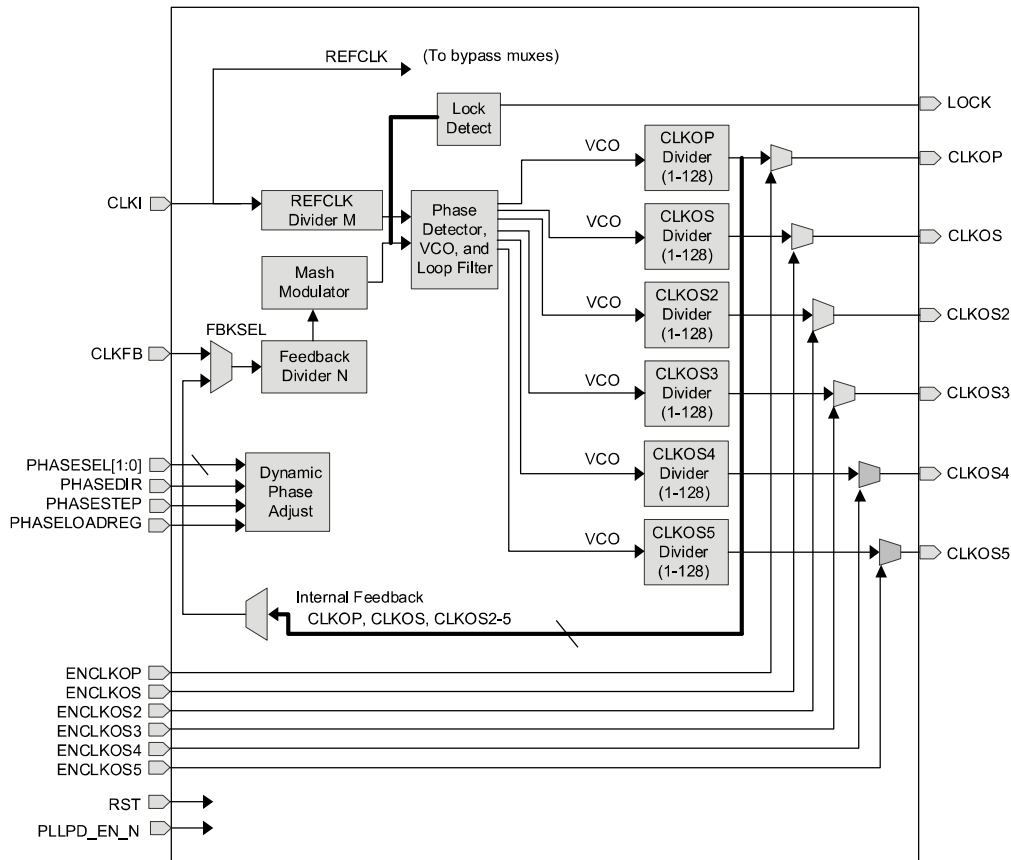 REFCLK
(To bypass muxes)
Lock
Detect
LOCK
VCO
CLKOP
Divider
(1-128)
CLKOP
CLKI
REFCLK
Divider M
Phase
Detector,
VCO, and
Loop Filter
VCO
CLKOS
Divider
(1-128)
CLKOS
Mash
Modulator
VCO
CLKOS2
Divider
(1-128)
CLKOS2
FBKSEL
CLKFB
Feedback
Divider N
VCO
CLKOS3
Divider
(1-128)
CLKOS3
PHASESEL[1:0]
PHASEDIR
PHASESTEP
PHASELOADREG
Dynamic
Phase
Adjust
VCO
CLKOS4
Divider
(1-128)
CLKOS4
VCO
CLKOS5
Divider
(1-128)
CLKOS5
Internal Feedback
CLKOP, CLKOS, CLKOS2-5
ENCLKOP
ENCLKOS
ENCLKOS2
ENCLKOS3
ENCLKOS4
ENCLKOS5
RST
PLLPD_EN_N